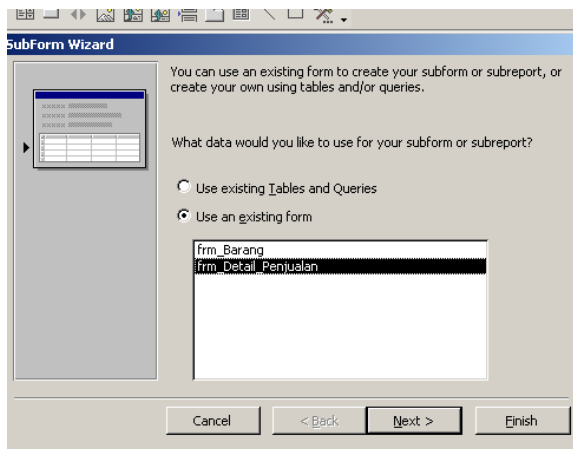 SubForm Wizard
You can use an existing form to create your subform or subreport, or
create your own using tables and/or queries.
What data would you like to use for your subform or subreport?
Use existing Tables and Queries
Use an existing form
frm_Barang
frm_Detail_Penjualan
Cancel
< Back
Next >
Finish